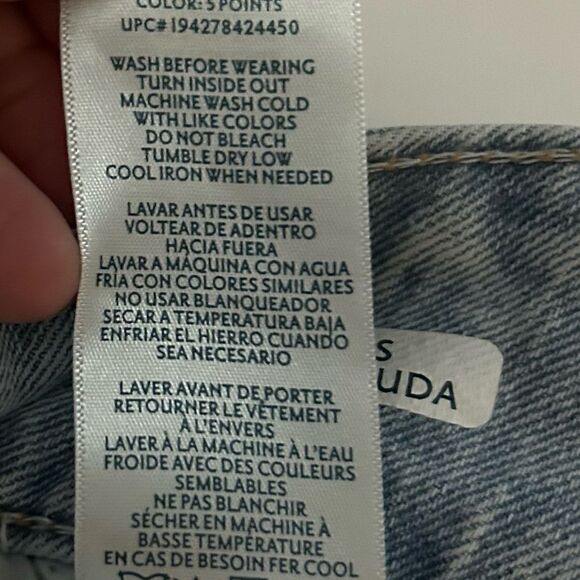 COLOR: 5 POINTS
UPC# 194278424450
WASH BEFORE WEARING
TURN INSIDE OUT
MACHINE WASH COLD
WITH LIKE COLORS
DO NOT BLEACH
TUMBLE DRY LOW
COOL IRON WHEN NEEDED
LAVAR ANTES DE USAR
VOLTEAR DE ADENTRO
HACIA FUERA
LAVAR A MÁQUINA CON AGUA
FRÍA CON COLORES SIMILARES
NO USAR BLANQUEADOR
SECAR A TEMPERATURA BAJA
ENFRIAR EL HIERRO CUANDO
SEA NECESARIO
LAVER AVANT DE PORTER
RETOURNER LE VÊTEMENT
À L'ENVERS
LAVER À LA MACHINE À L'EAU
FROIDE AVEC DES COULEURS
SEMBLABLES
NE PAS BLANCHIR
SÉCHER EN MACHINE À
BASSE TEMPÉRATURE
EN CAS DE BESOIN FER COOL
S
UDA